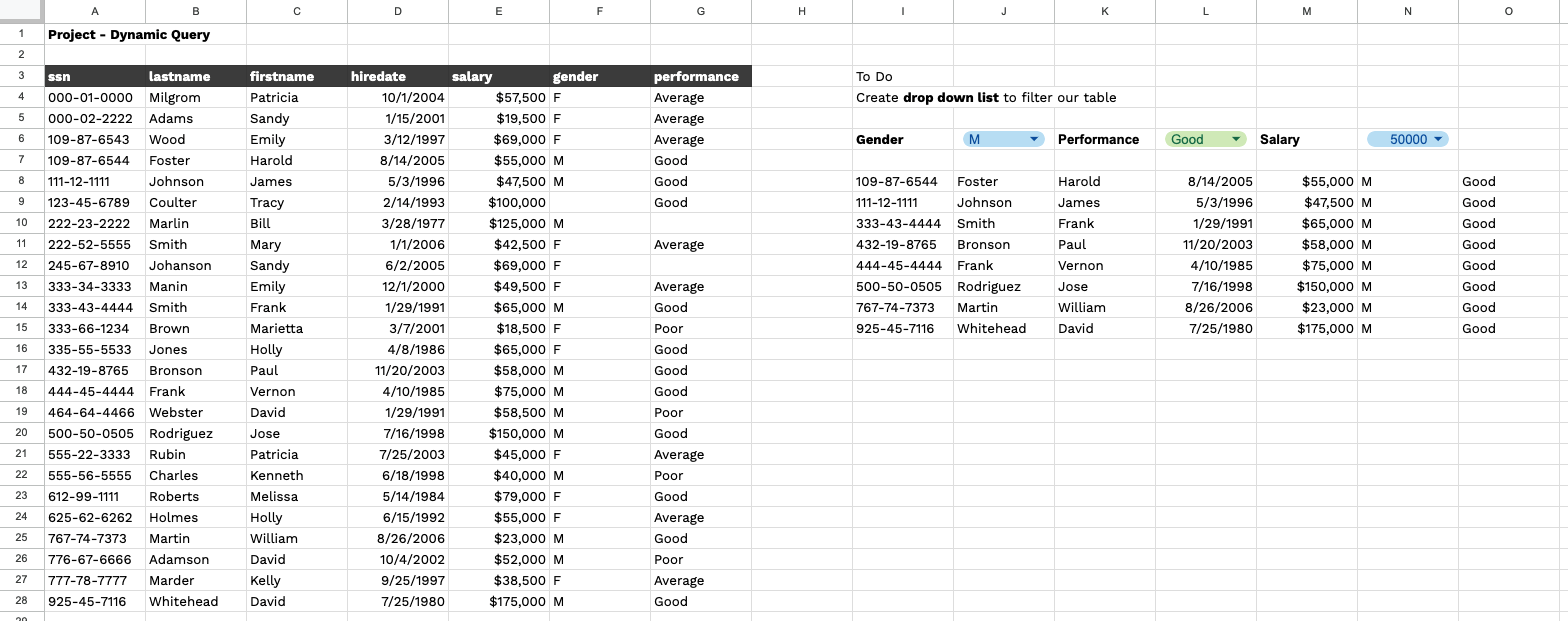 A B C D E F G H I J K L M N O
1 Project - Dynamic Query
2
3 ssn lastname firstname hiredate salary gender performance To Do
4 000-01-0000 Milgrom Patricia 10/1/2004 $57,500 F Average Create drop down list to filter our table
5 000-02-2222 Adams Sandy 1/15/2001 $19,500 F Average
6 109-87-6543 Wood Emily 3/12/1997 $69,000 F Average Gender M Performance Good Salary 50000
7 109-87-6544 Foster Harold 8/14/2005 $55,000 M Good
8 111-12-1111 Johnson James 5/3/1996 $47,500 M Good 109-87-6544 Foster Harold 8/14/2005 $55,000 M Good
9 123-45-6789 Coulter Tracy 2/14/1993 $100,000 Good 111-12-1111 Johnson James 5/3/1996 $47,500 M Good
10 222-23-2222 Marlin Bill 3/28/1977 $125,000 M 333-43-4444 Smith Frank 1/29/1991 $65,000 M Good
11 222-52-5555 Smith Mary 1/1/2006 $42,500 F Average 432-19-8765 Bronson Paul 11/20/2003 $58,000 M Good
12 245-67-8910 Johanson Sandy 6/2/2005 $69,000 F 444-45-4444 Frank Vernon 4/10/1985 $75,000 M Good
13 333-34-3333 Manin Emily 12/1/2000 $49,500 F Average 500-50-0505 Rodriguez Jose 7/16/1998 $150,000 M Good
14 333-43-4444 Smith Frank 1/29/1991 $65,000 M Good 767-74-7373 Martin William 8/26/2006 $23,000 M Good
15 333-66-1234 Brown Marietta 3/7/2001 $18,500 F Poor 925-45-7116 Whitehead David 7/25/1980 $175,000 M Good
16 335-55-5533 Jones Holly 4/8/1986 $65,000 F Good
17 432-19-8765 Bronson Paul 11/20/2003 $58,000 M Good
18 444-45-4444 Frank Vernon 4/10/1985 $75,000 M Good
19 464-64-4466 Webster David 1/29/1991 $58,500 M Poor
20 500-50-0505 Rodriguez Jose 7/16/1998 $150,000 M Good
21 555-22-3333 Rubin Patricia 7/25/2003 $45,000 F Average
22 555-56-5555 Charles Kenneth 6/18/1998 $40,000 M Poor
23 612-99-1111 Roberts Melissa 5/14/1984 $79,000 F Good
24 625-62-6262 Holmes Holly 6/15/1992 $55,000 F Average
25 767-74-7373 Martin William 8/26/2006 $23,000 M Good
26 776-67-6666 Adamson David 10/4/2002 $52,000 M Poor
27 777-78-7777 Marder Kelly 9/25/1997 $38,500 F Average
28 925-45-7116 Whitehead David 7/25/1980 $175,000 M Good